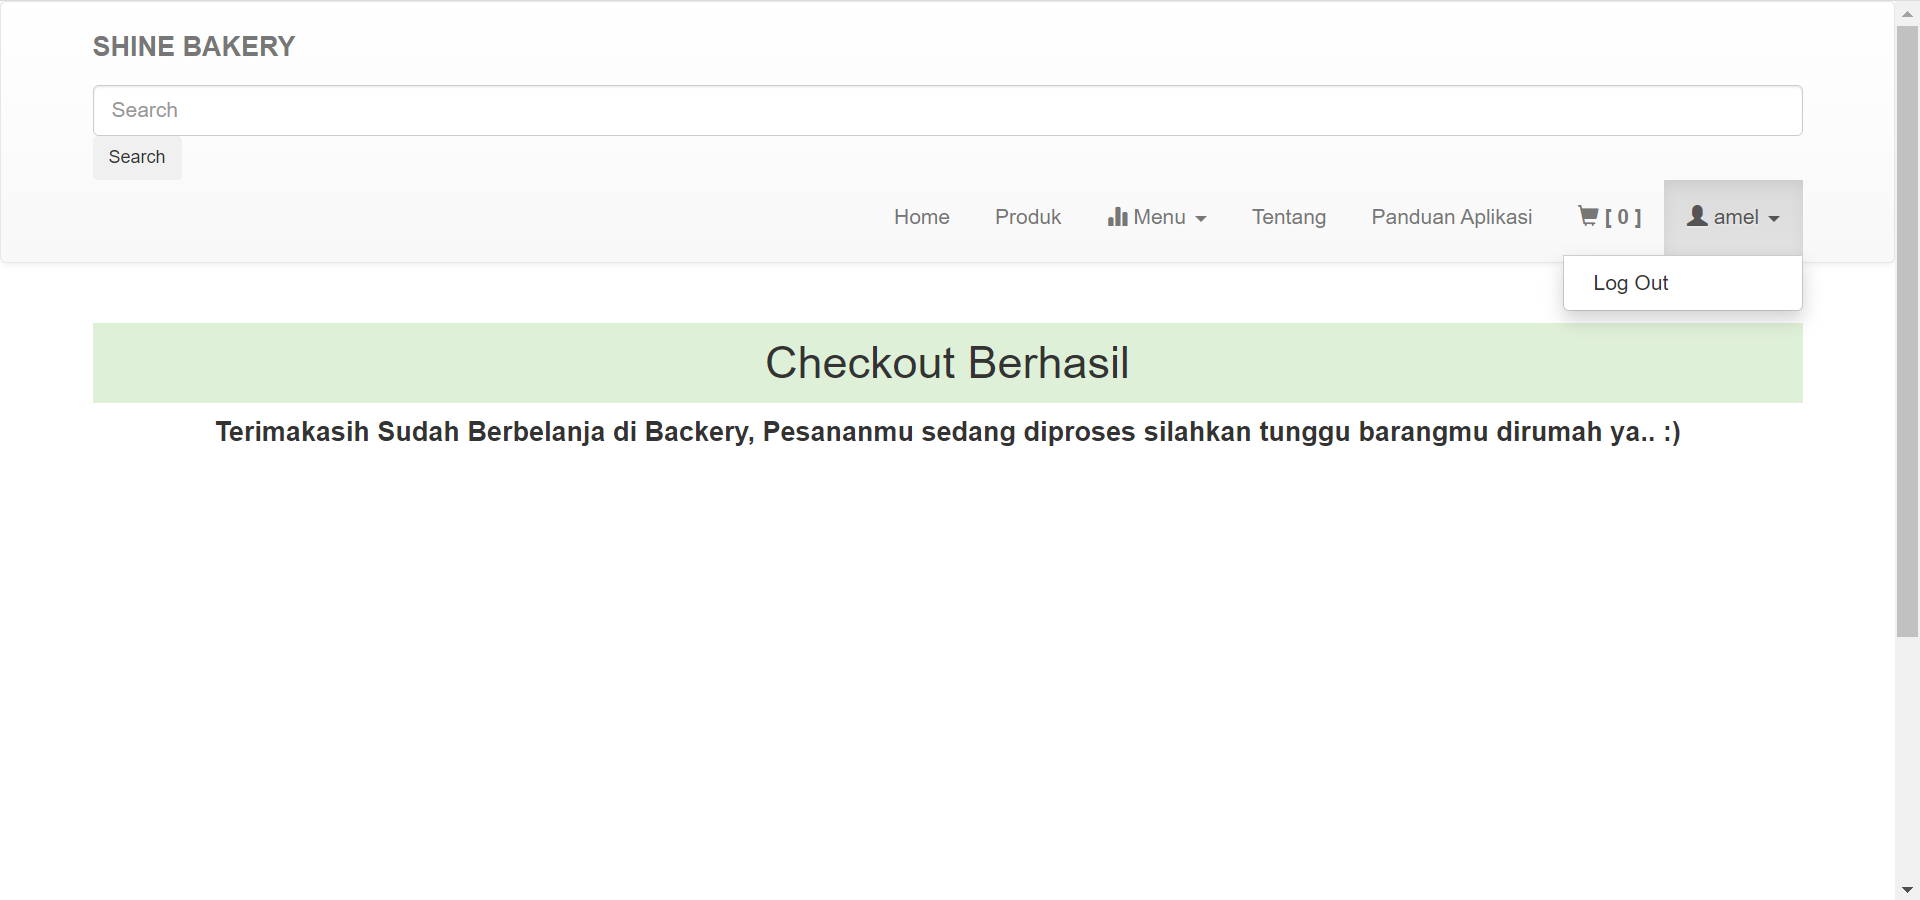 SHINE BAKERY
Search
Search
Home Produk Menu Tentang Panduan Aplikasi [ 0 ] amel
Log Out
Checkout Berhasil
Terimakasih Sudah Berbelanja di Backery, Pesananmu sedang diproses silahkan tunggu barangmu dirumah ya.. :)